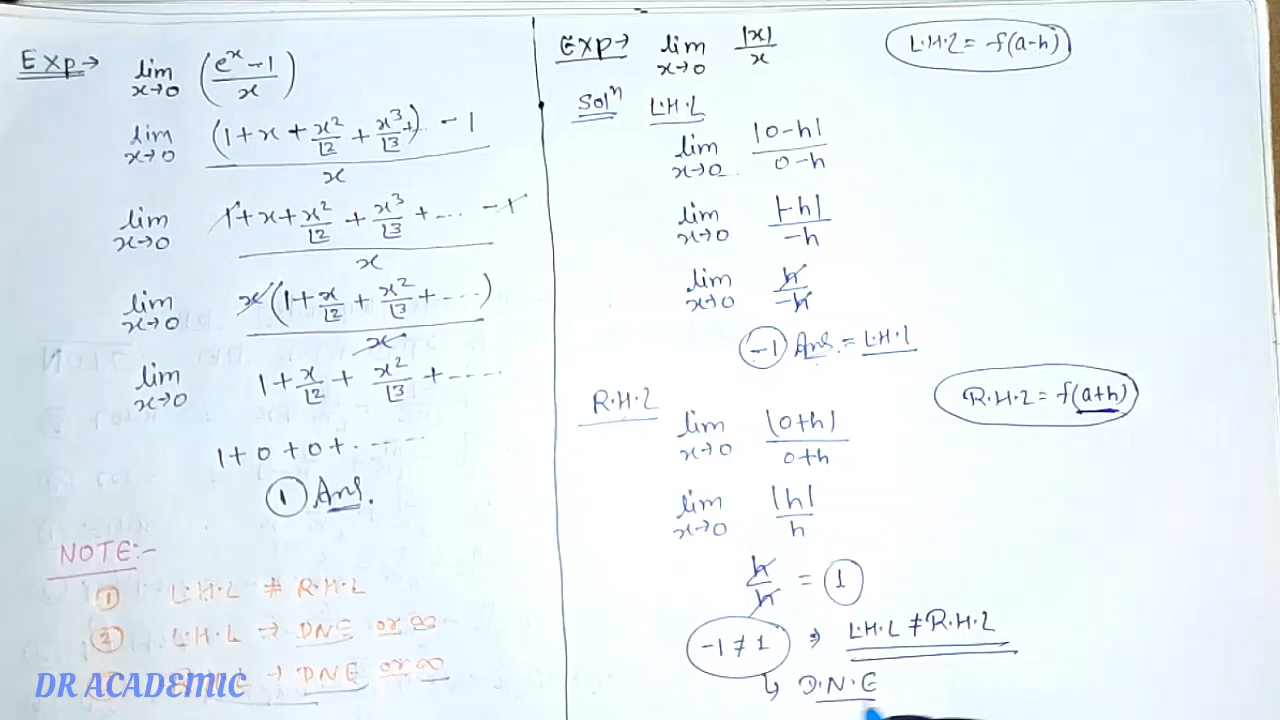 Exp→ lim x→0 (e^x - 1 / x)
lim x→0 (1 + x + x²/⌊2 + x³/⌊3 +) - 1 / x
lim x→0 1 + x + x²/⌊2 + x³/⌊3 + ... - 1 / x
lim x→0 x(1 + x/⌊2 + x²/⌊3 + ....) / x
lim x→0 1 + x/⌊2 + x²/⌊3 + .....
1 + 0 + 0 + ......
① Ans.
NOTE:-
① L.H.L ≠ R.H.L
② L.H.L → DNE or ∞
→ DNE or ∞
DR ACADEMIC
Exp→ lim x→0 |x|/x
L.H.L = f(a-h)
Solⁿ L.H.L
lim x→0 |0-h| / 0-h
lim x→0 |-h| / -h
lim x→0 h / -h
-1 Ans. = L.H.L
R.H.L
R.H.L = f(a+h)
lim x→0 |0+h| / 0+h
lim x→0 |h| / h
h/h = 1
-1 ≠ 1 ⇒ L.H.L ≠ R.H.L
↳ D.N.E